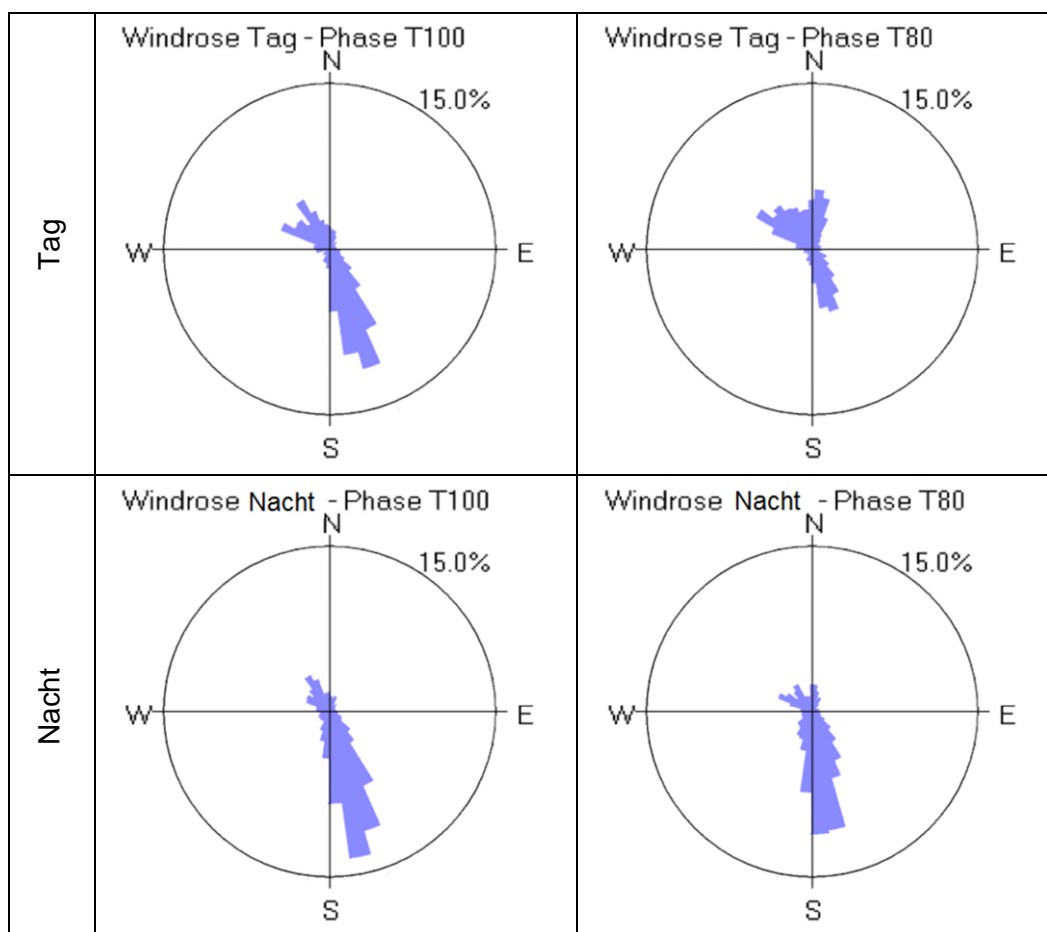 Tag
Windrose Tag - Phase T100
N
15.0%
W
E
S
Windrose Tag - Phase T80
N
15.0%
W
E
S
Nacht
Windrose Nacht - Phase T100
N
15.0%
W
E
S
Windrose Nacht - Phase T80
N
15.0%
W
E
S